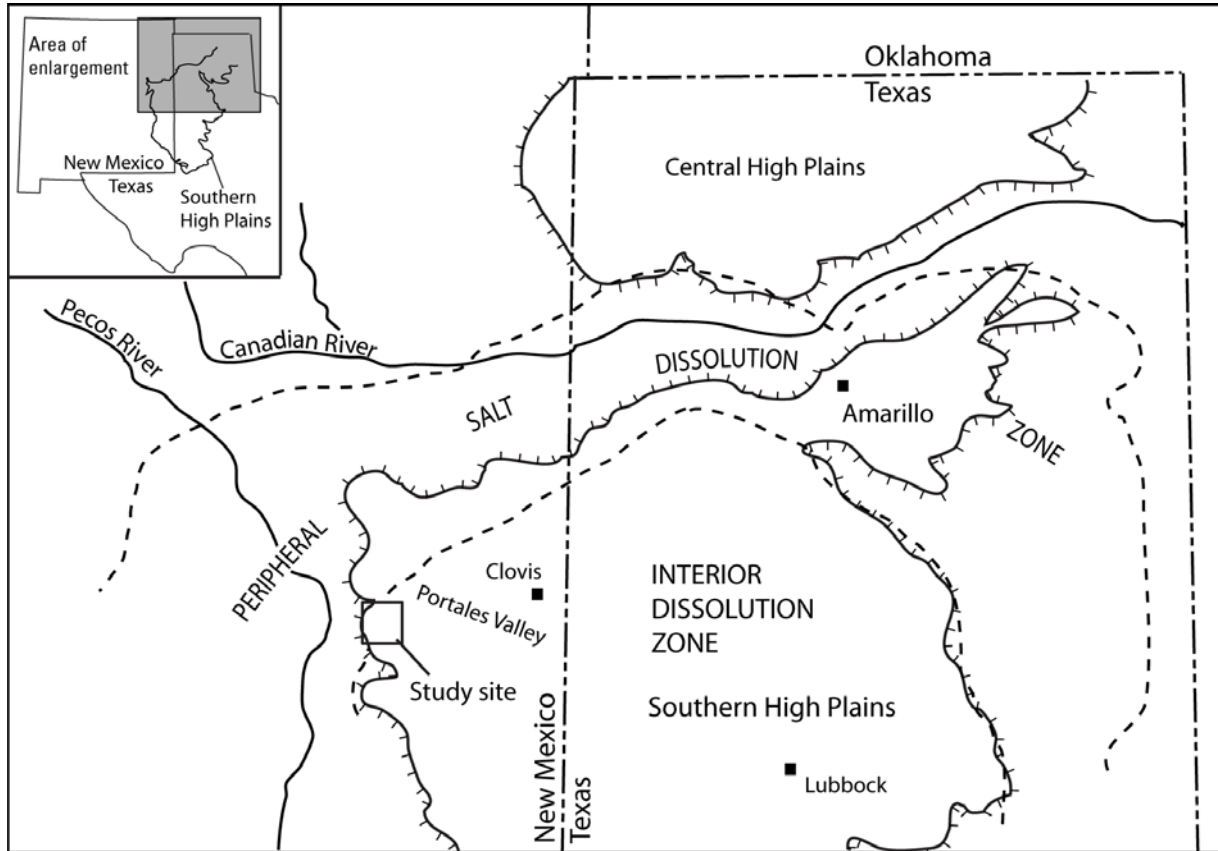 Area of
enlargement
New Mexico
Texas
Southern
High Plains
Oklahoma
Texas
Central High Plains
Pecos River
Canadian River
DISSOLUTION
SALT
Amarillo
ZONE
PERIPHERAL
Clovis
Portales Valley
INTERIOR
DISSOLUTION
ZONE
Study site
Southern High Plains
New Mexico
Texas
Lubbock